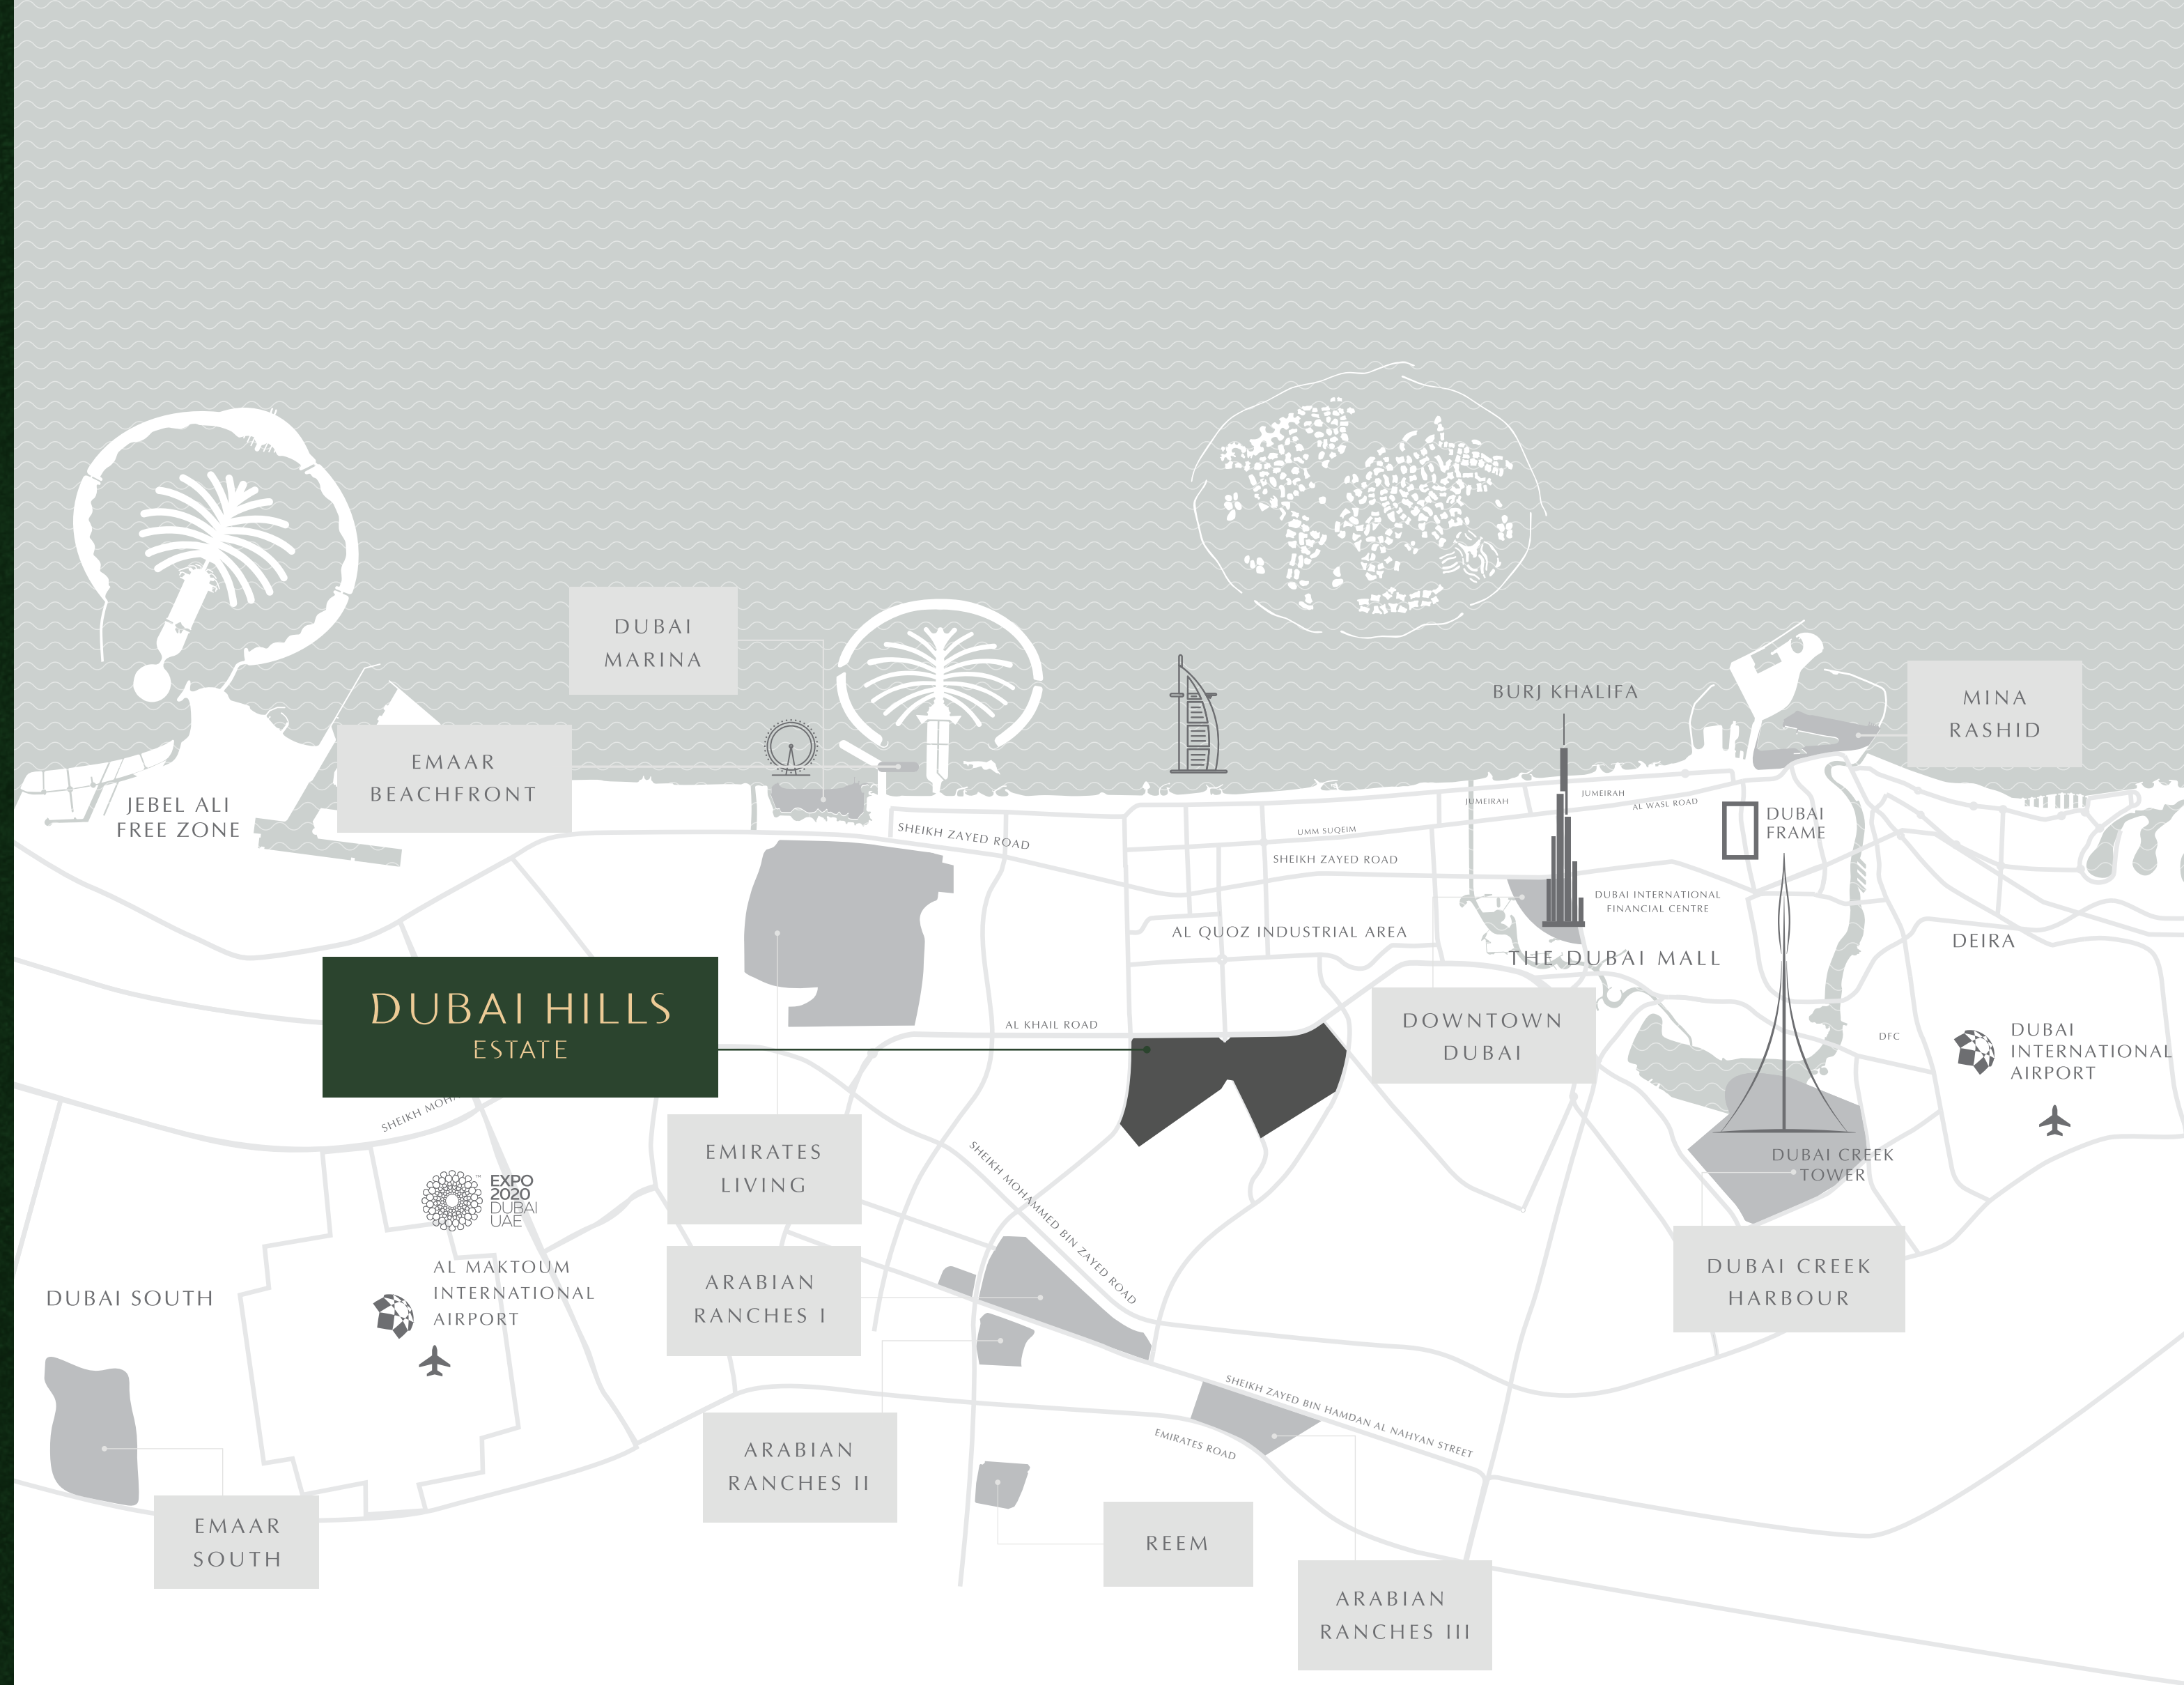 DUBAI
MARINA
BURJ KHALIFA
MINA
RASHID
EMAAR
BEACHFRONT
JEBEL ALI
FREE ZONE
SHEIKH ZAYED ROAD
UMM SUQEIM
SHEIKH ZAYED ROAD
JUMEIRAH
JUMEIRAH
AL WASL ROAD
DUBAI
FRAME
DUBAI INTERNATIONAL
FINANCIAL CENTRE
AL QUOZ INDUSTRIAL AREA
THE DUBAI MALL
DEIRA
DUBAI HILLS
ESTATE
AL KHAIL ROAD
DOWNTOWN
DUBAI
DFC
DUBAI
INTERNATIONAL
AIRPORT
SHEIKH
EMIRATES
LIVING
SHEIKH MOHAMMED BIN ZAYED ROAD
DUBAI CREEK
TOWER
EXPO
2020
DUBAI
UAE
™
AL MAKTOUM
INTERNATIONAL
AIRPORT
DUBAI SOUTH
ARABIAN
RANCHES I
DUBAI CREEK
HARBOUR
SHEIKH ZAYED BIN HAMDAN AL NAHYAN STREET
EMIRATES ROAD
ARABIAN
RANCHES II
EMAAR
SOUTH
REEM
ARABIAN
RANCHES III